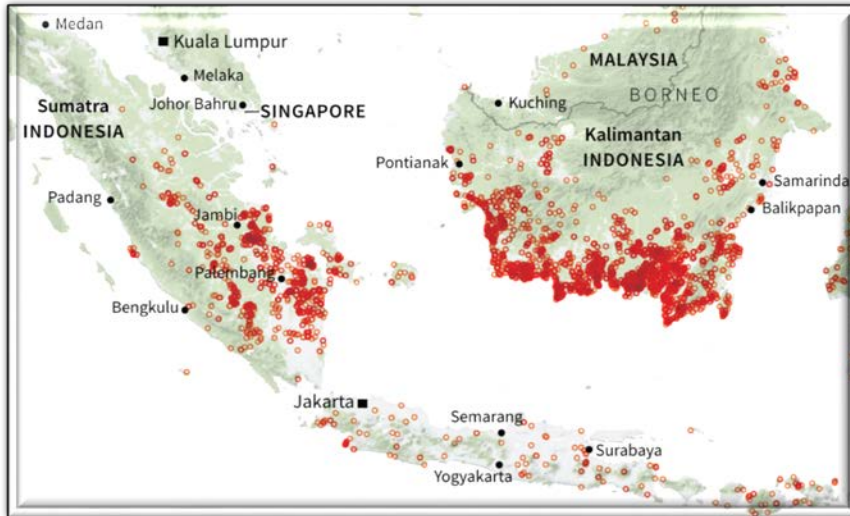 Medan
Kuala Lumpur
MALAYSIA
Melaka
BORNEO
Sumatra
INDONESIA
Johor Bahru
SINGAPORE
Kuching
Kalimantan
INDONESIA
Pontianak
Samarinda
Padang
Balikpapan
Jambi
Palembang
Bengkulu
Jakarta
Semarang
Surabaya
Yogyakarta